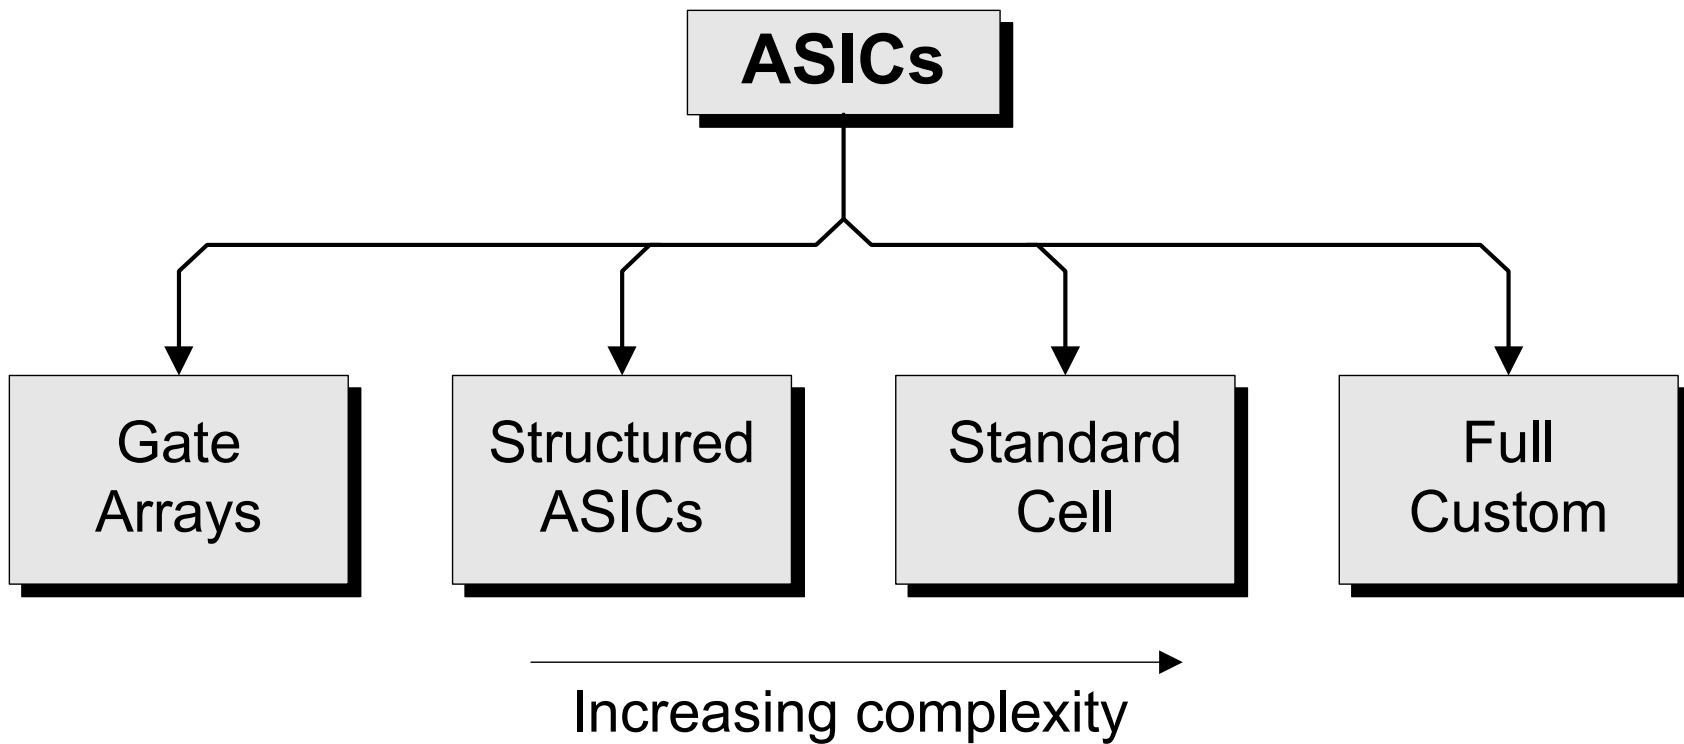 ASICs
Gate
Arrays
Structured
ASICs
Standard
Cell
Full
Custom
Increasing complexity